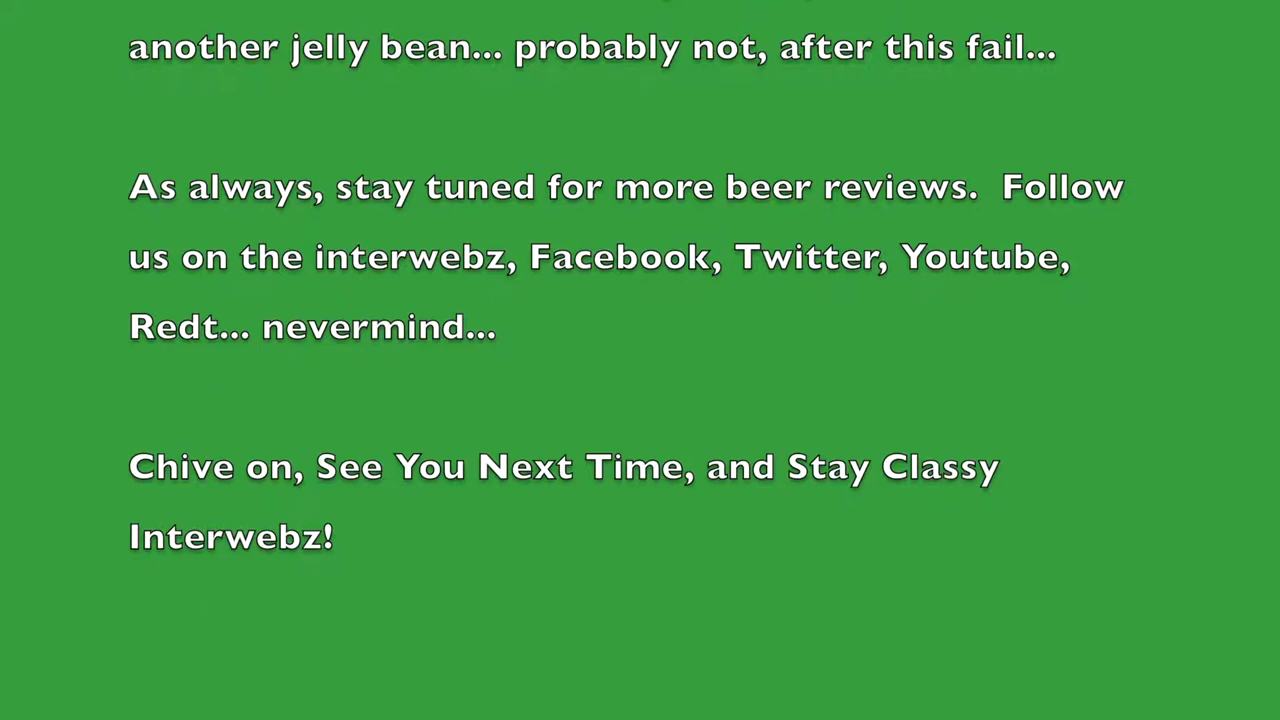 another jelly bean... probably not, after this fail...
As always, stay tuned for more beer reviews.  Follow
us on the interwebz, Facebook, Twitter, Youtube,
Redt... nevermind...
Chive on, See You Next Time, and Stay Classy
Interwebz!